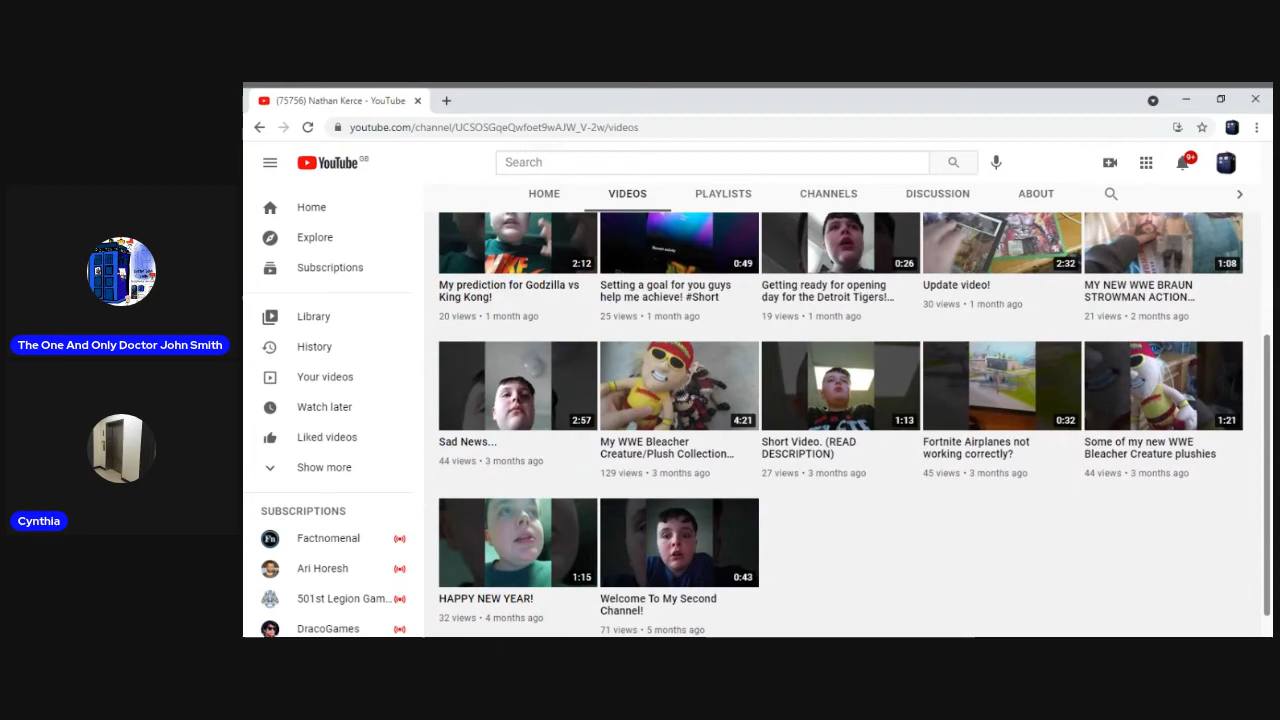 (75756) Nathan Kerce - YouTube
youtube.com/channel/UCSOSGqeQwfoet9wAJW_V-2w/videos
YouTube GB
Search
9+
HOME VIDEOS PLAYLISTS CHANNELS DISCUSSION ABOUT
Home
Explore
Subscriptions
Library
History
Your videos
Watch later
Liked videos
Show more
SUBSCRIPTIONS
Fn Factnomenal
Ari Horesh
501st Legion Gam...
DracoGames
2:12
My prediction for Godzilla vs
King Kong!
20 views • 1 month ago
0:49
Setting a goal for you guys
help me achieve! #Short
25 views • 1 month ago
0:26
Getting ready for opening
day for the Detroit Tigers!...
19 views • 1 month ago
2:32
Update video!
30 views • 1 month ago
1:08
MY NEW WWE BRAUN
STROWMAN ACTION...
21 views • 2 months ago
2:57
Sad News...
44 views • 3 months ago
4:21
My WWE Bleacher
Creature/Plush Collection...
129 views • 3 months ago
1:13
Short Video. (READ
DESCRIPTION)
27 views • 3 months ago
0:32
Fortnite Airplanes not
working correctly?
45 views • 3 months ago
1:21
Some of my new WWE
Bleacher Creature plushies
44 views • 3 months ago
1:15
HAPPY NEW YEAR!
32 views • 4 months ago
0:43
Welcome To My Second
Channel!
71 views • 5 months ago
The One And Only Doctor John Smith
Cynthia